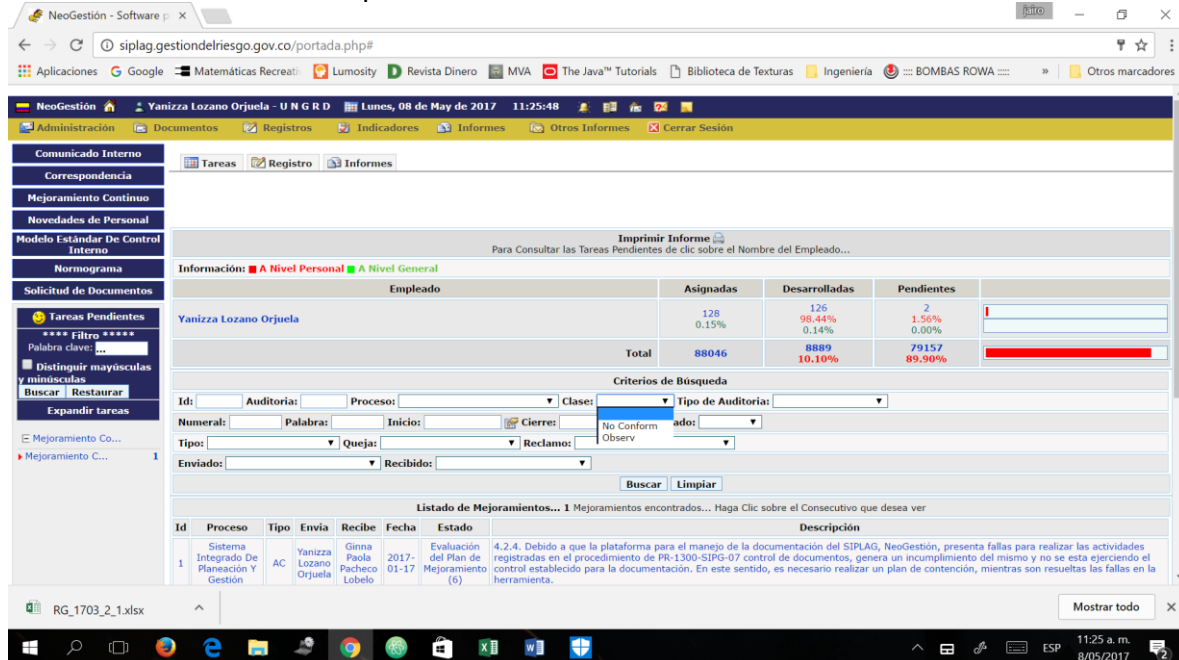 NeoGestión - Software p
jairo
siplag.gestiondelriesgo.gov.co/portada.php#
Aplicaciones Google Matemáticas Recreati Lumosity Revista Dinero MVA The Java™ Tutorials Biblioteca de Texturas Ingeniería :::: BOMBAS ROWA ::::: » Otros marcadores
NeoGestión Yanizza Lozano Orjuela - U N G R D Lunes, 08 de May de 2017 11:25:48
Administración Documentos Registros Indicadores Informes Otros Informes Cerrar Sesión
Comunicado Interno
Correspondencia
Mejoramiento Continuo
Novedades de Personal
Modelo Estándar De Control
Interno
Normograma
Solicitud de Documentos
Tareas Pendientes
**** Filtro *****
Palabra clave: ...
Distinguir mayúsculas
y minúsculas
Buscar Restaurar
Expandir tareas
Mejoramiento Co...
Mejoramiento C... 1
Tareas Registro Informes
Imprimir Informe
Para Consultar las Tareas Pendientes de clic sobre el Nombre del Empleado...
Información: A Nivel Personal A Nivel General
Empleado Asignadas Desarrolladas Pendientes
Yanizza Lozano Orjuela
128
0.15%
126
98.44%
0.14%
2
1.56%
0.00%
Total 88046
8889
10.10%
79157
89.90%
Criterios de Búsqueda
Id: Auditoria: Proceso: Clase: Tipo de Auditoria:
No Conform
Observ
Numeral: Palabra: Inicio: Cierre: ado:
Tipo: Queja: Reclamo:
Enviado: Recibido:
Buscar Limpiar
Listado de Mejoramientos... 1 Mejoramientos encontrados... Haga Clic sobre el Consecutivo que desea ver
Id Proceso Tipo Envia Recibe Fecha Estado Descripción
1
Sistema
Integrado De
Planeación Y
Gestión
AC
Yanizza
Lozano
Orjuela
Ginna
Paola
Pacheco
Lobelo
2017-
01-17
Evaluación
del Plan de
Mejoramiento
(6)
4.2.4. Debido a que la plataforma para el manejo de la documentación del SIPLAG, NeoGestión, presenta fallas para realizar las actividades
registradas en el procedimiento de PR-1300-SIPG-07 control de documentos, genera un incumplimiento del mismo y no se esta ejerciendo el
control establecido para la documentación. En este sentido, es necesario realizar un plan de contención, mientras son resueltas las fallas en la
herramienta.
RG_1703_2_1.xlsx
Mostrar todo
ESP
11:25 a. m.
8/05/2017
2